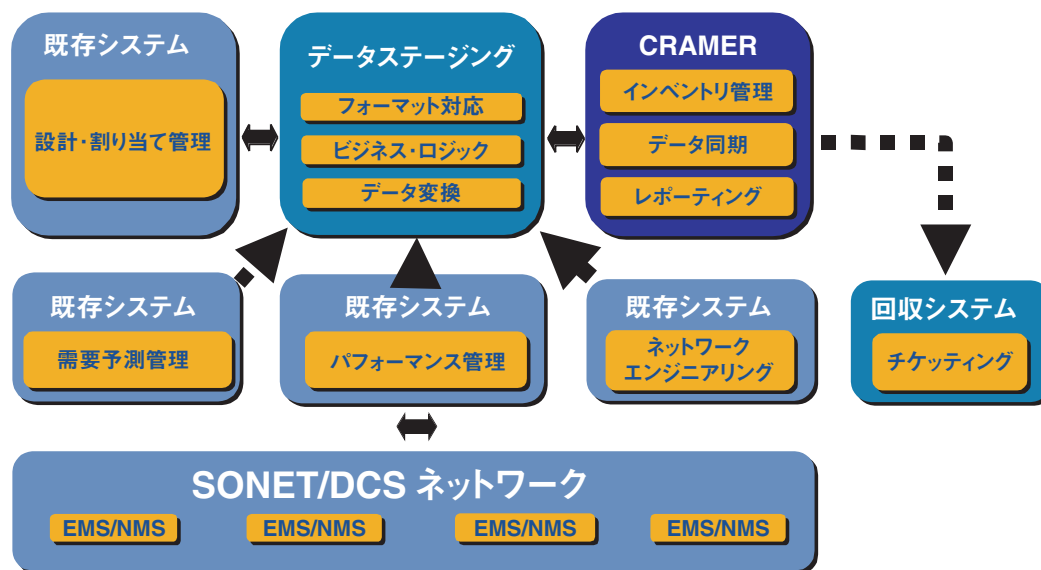 既存システム
設計・割り当て管理
データステージング
フォーマット対応
ビジネス・ロジック
データ変換
CRAMER
インベントリ管理
データ同期
レポーティング
既存システム
需要予測管理
既存システム
パフォーマンス管理
既存システム
ネットワーク
エンジニアリング
回収システム
チケッティング
SONET/DCS ネットワーク
EMS/NMS
EMS/NMS
EMS/NMS
EMS/NMS